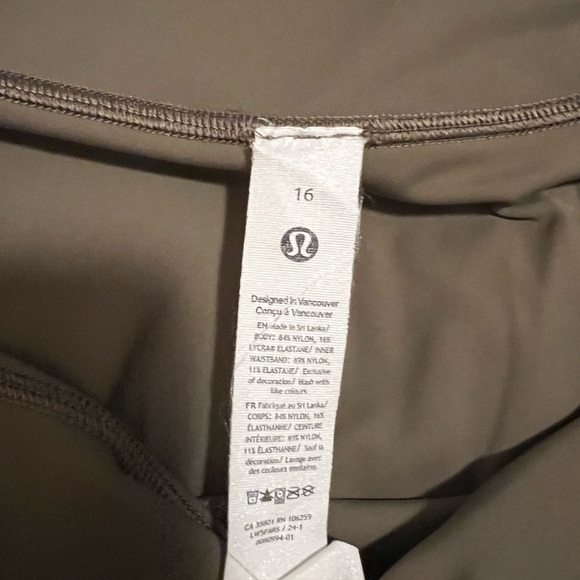 16
Designed in Vancouver
Conçu à Vancouver
EN Made in Sri Lanka/
BODY: 84% NYLON, 16%
LYCRA® ELASTANE/ INNER
WAISTBAND: 89% NYLON,
11% ELASTANE/ Exclusive
of decoration/ Wash with
like colours
FR Fabriqué au Sri Lanka/
CORPS: 84% NYLON, 16%
ÉLASTHANNE/ CEINTURE
INTÉRIEURE: 89% NYLON,
11% ÉLASTHANNE/ Sauf la
décoration/ Lavage avec
des couleurs similaires
CA 35801 RN 106259
/ 24-1